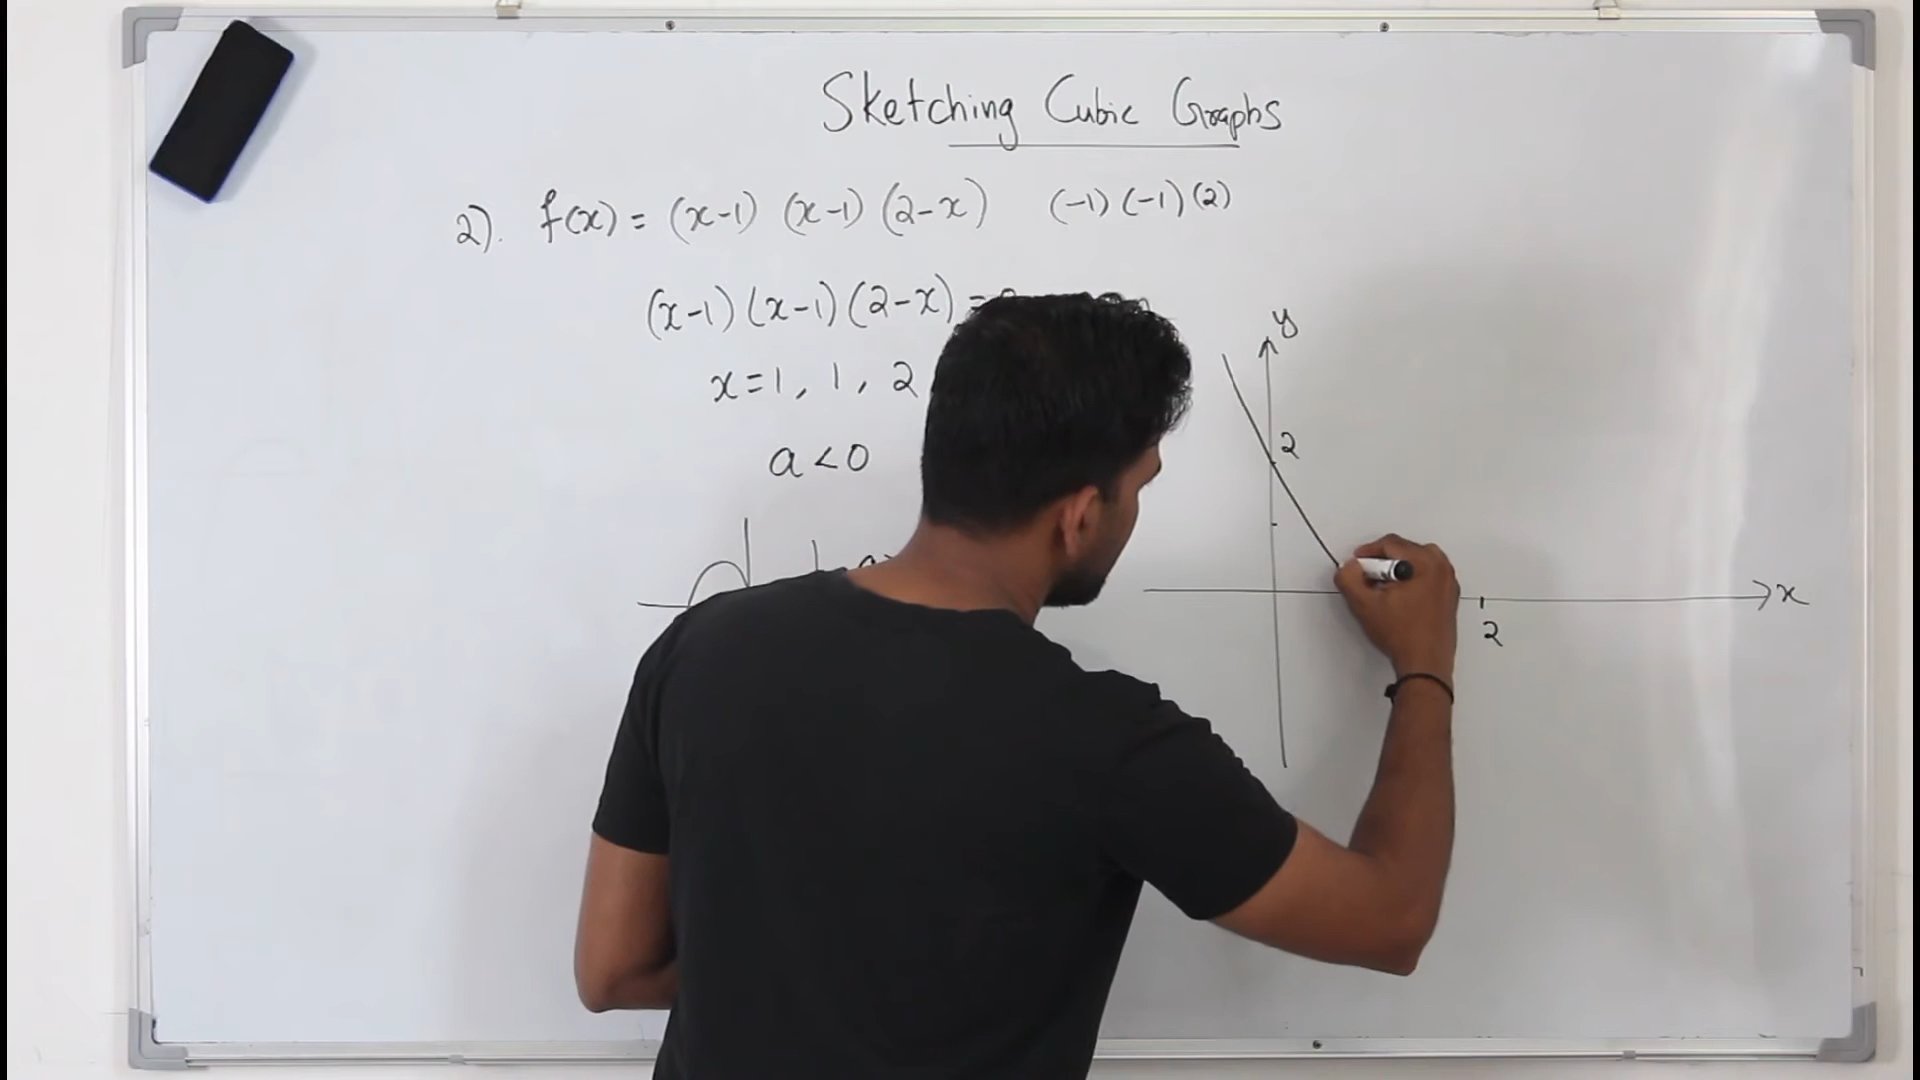 Sketching Cubic Graphs
2). f(x) = (x-1) (x-1) (2-x) (-1) (-1) (2)
(x-1) (x-1) (2-x) =
x=1, 1, 2
a<0
y
2
x
2